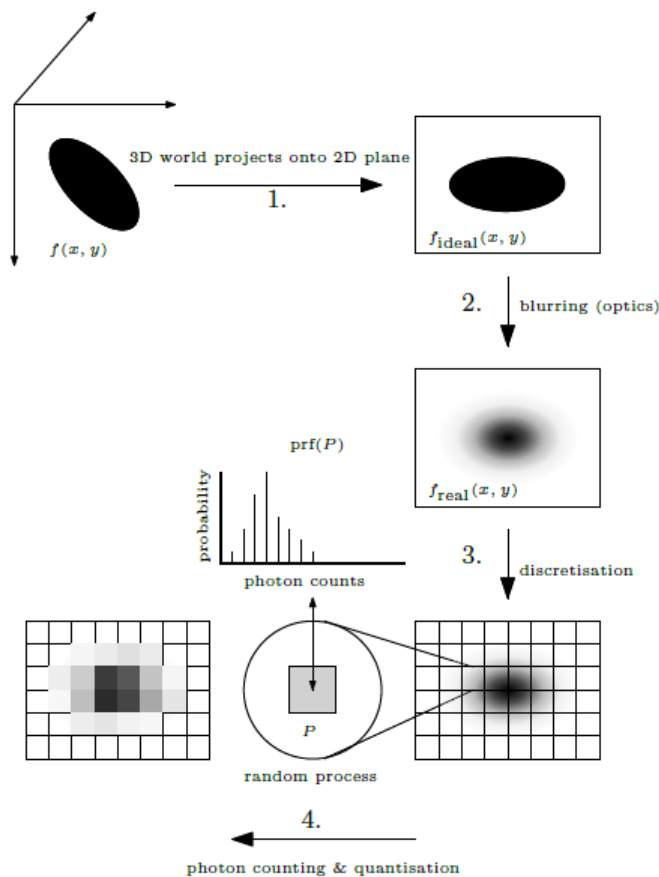 3D world projects onto 2D plane
1.
f(x, y)
f_ideal(x, y)
2.
blurring (optics)
prf(P)
f_real(x, y)
probability
3.
discretisation
photon counts
P
random process
4.
photon counting & quantisation